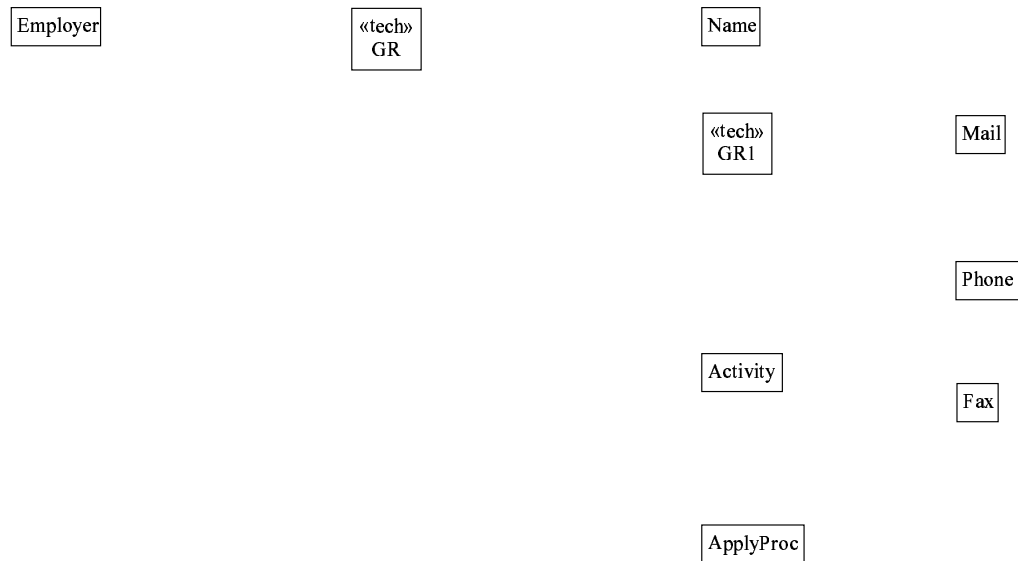 Employer
«tech»
GR
Name
«tech»
GR1
Mail
Phone
Activity
Fax
ApplyProc